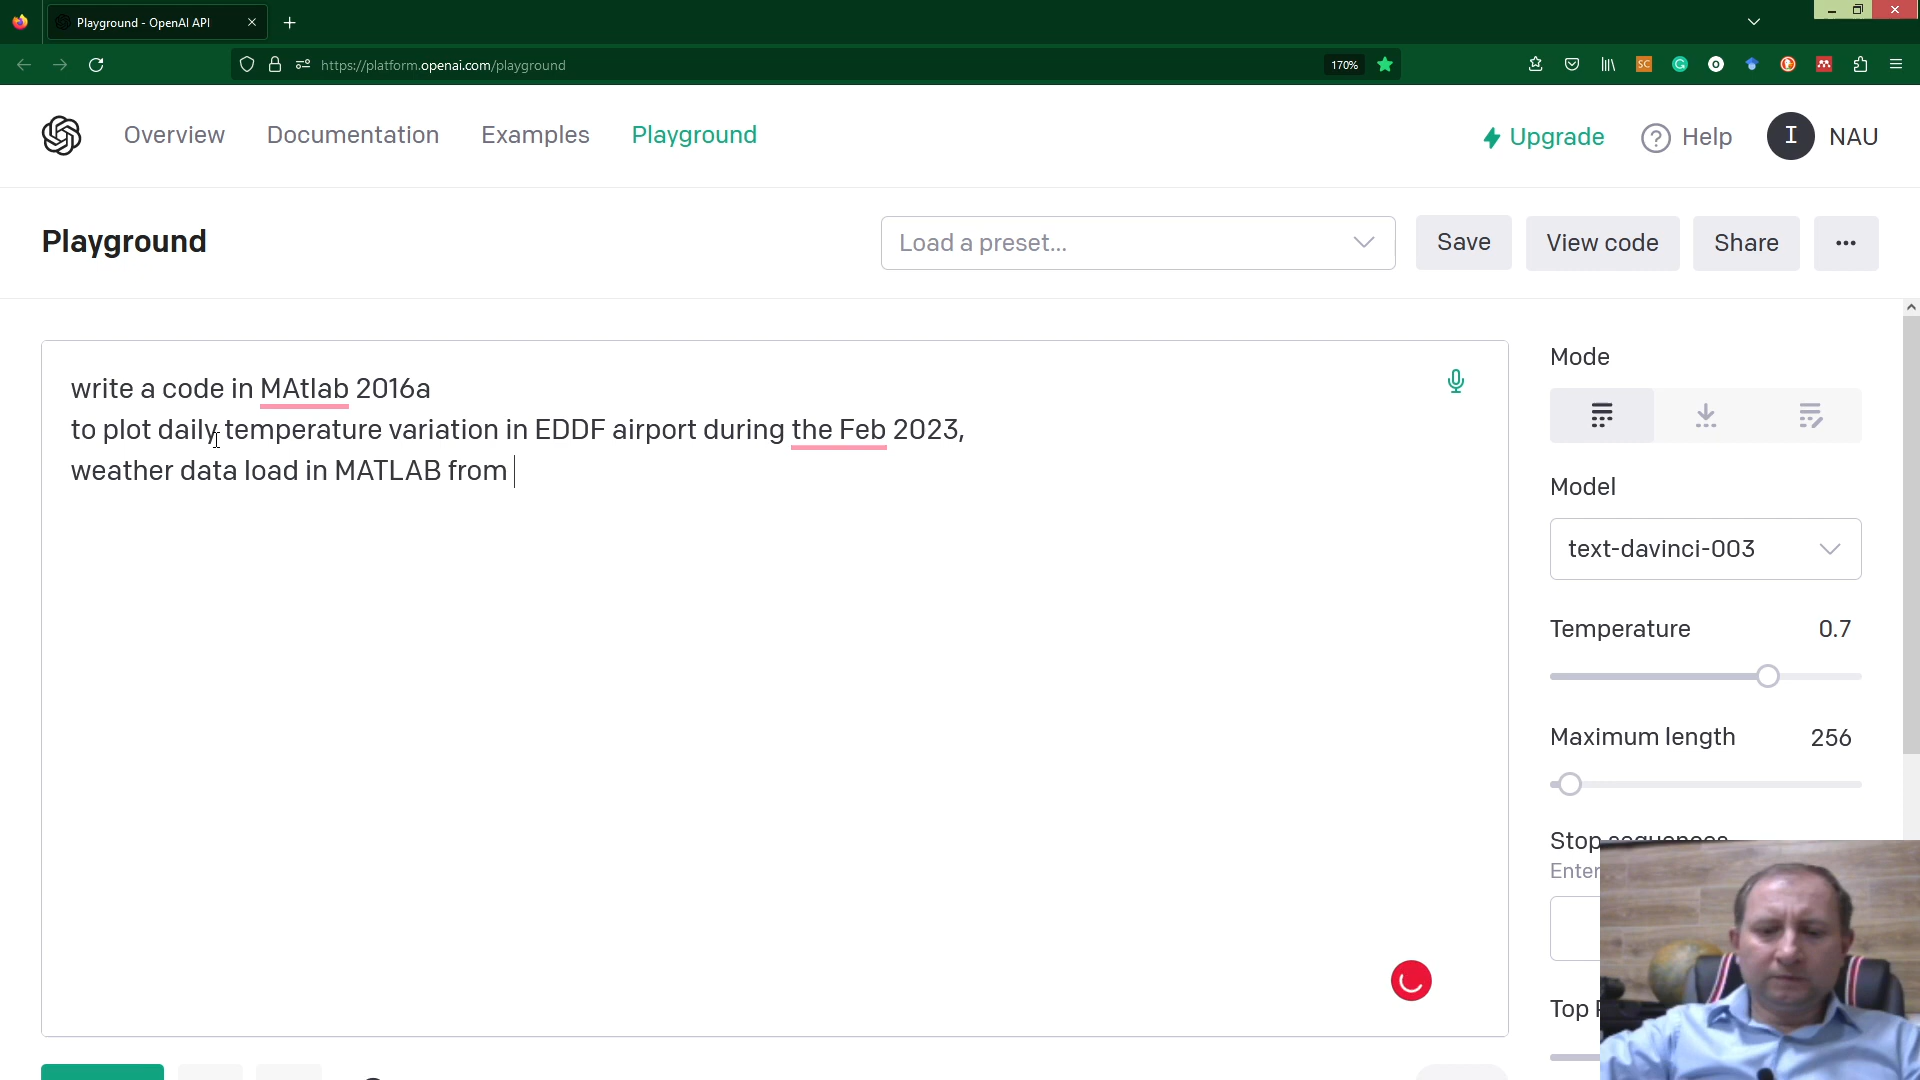 Playground - OpenAI API
https://platform.openai.com/playground
170%
SC
Overview
Documentation
Examples
Playground
Upgrade
? Help
I
NAU
Playground
Load a preset...
Save
View code
Share
write a code in MAtlab 2016a
to plot daily temperature variation in EDDF airport during the Feb 2023,
weather data load in MATLAB from
Mode
Model
text-davinci-003
Temperature
0.7
Maximum length
256
Stop sequences
Enter
Top